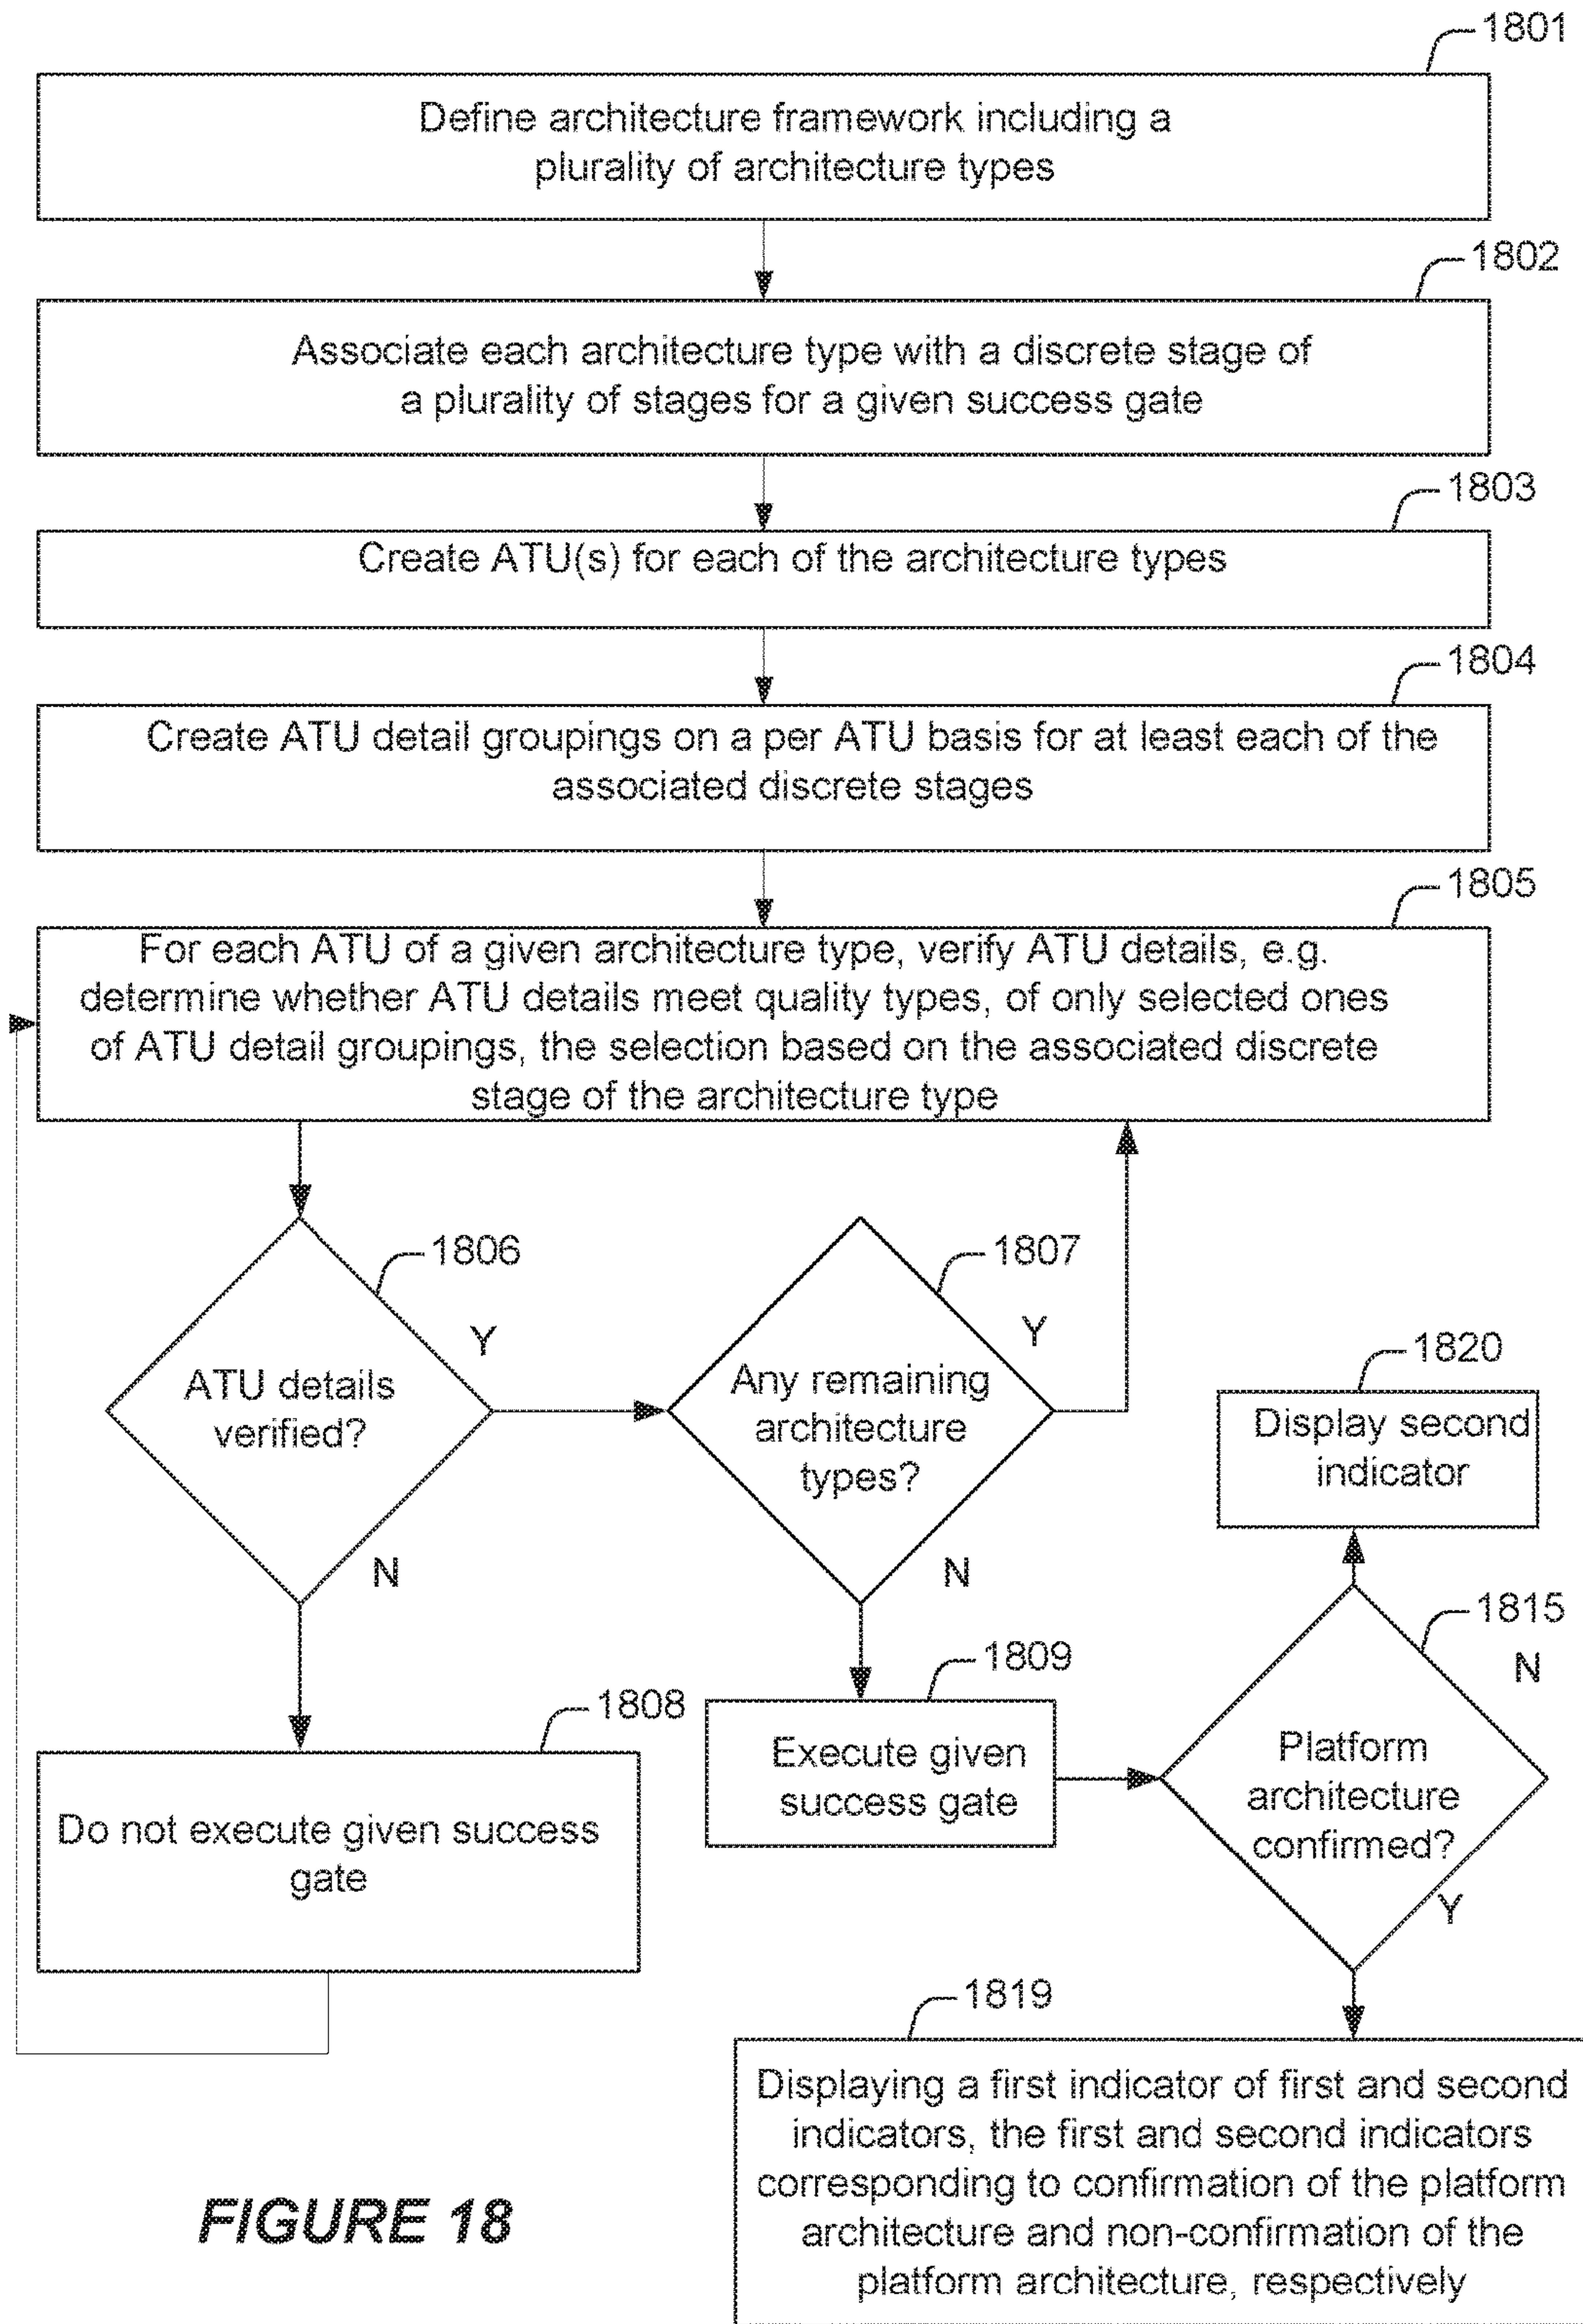 1801
Define architecture framework including a
plurality of architecture types
1802
Associate each architecture type with a discrete stage of
a plurality of stages for a given success gate
1803
Create ATU(s) for each of the architecture types
1804
Create ATU detail groupings on a per ATU basis for at least each of the
associated discrete stages
1805
For each ATU of a given architecture type, verify ATU details, e.g.
determine whether ATU details meet quality types, of only selected ones
of ATU detail groupings, the selection based on the associated discrete
stage of the architecture type
1806
Y
ATU details
verified?
N
1807
Y
Any remaining
architecture
types?
N
1808
Do not execute given success
gate
1809
Execute given
success gate
1820
Display second
indicator
1815
N
Platform
architecture
confirmed?
Y
1819
Displaying a first indicator of first and second
indicators, the first and second indicators
corresponding to confirmation of the platform
architecture and non-confirmation of the
platform architecture, respectively
FIGURE 18